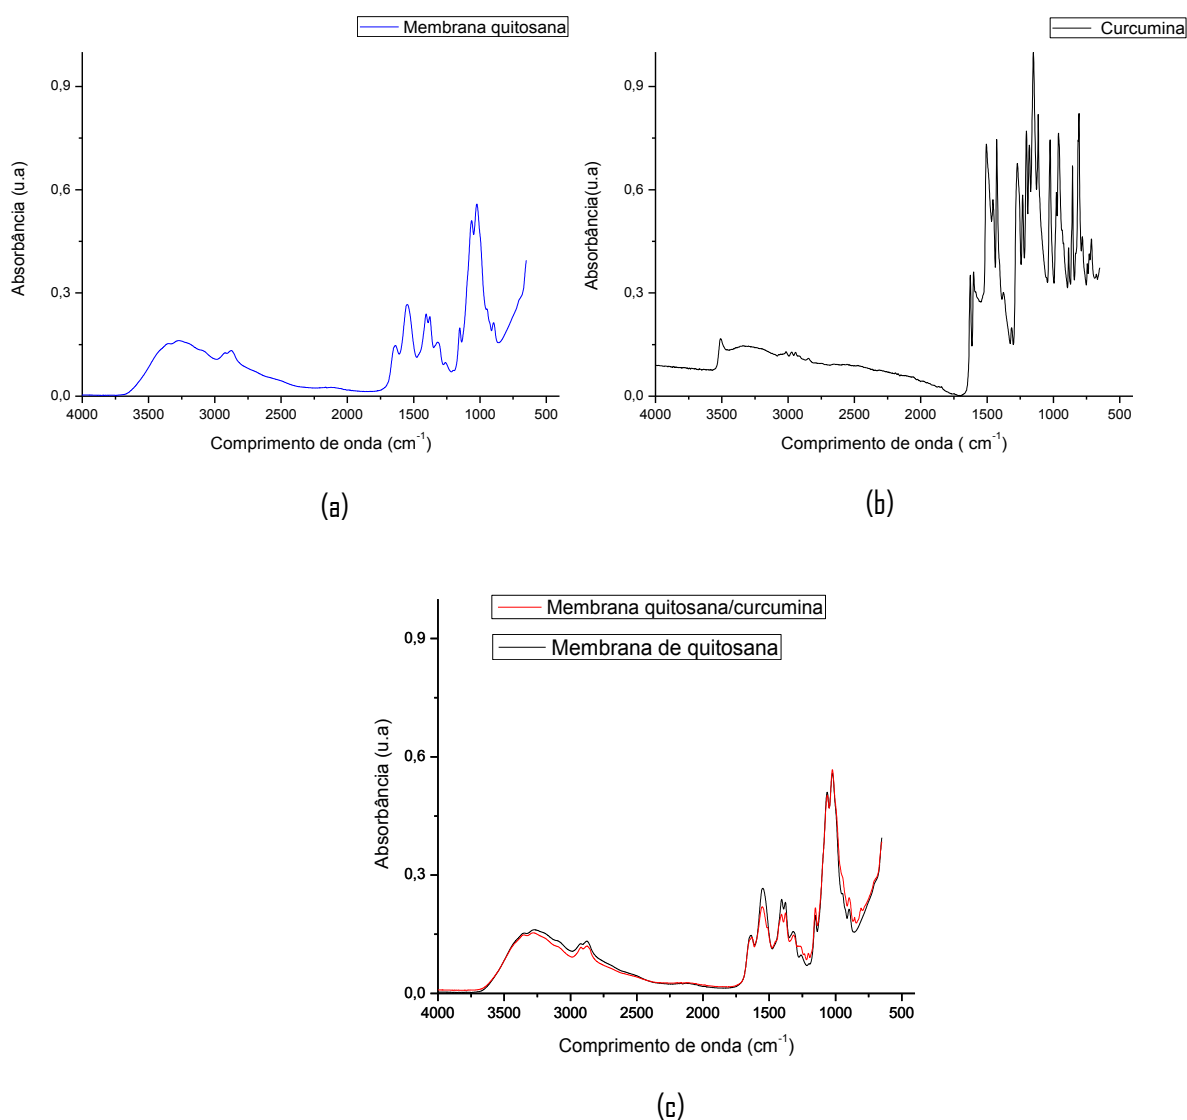 Membrana quitosana
0,9
0,6
0,3
0,0
4000 3500 3000 2500 2000 1500 1000 500
Absorbância (u.a)
Comprimento de onda (cm⁻¹)
(a)
Curcumina
0,9
0,6
0,3
0,0
4000 3500 3000 2500 2000 1500 1000 500
Absorbância(u.a)
Comprimento de onda ( cm⁻¹)
(b)
Membrana quitosana/curcumina
Membrana de quitosana
0,9
0,6
0,3
0,0
4000 3500 3000 2500 2000 1500 1000 500
Absorbância (u.a)
Comprimento de onda (cm⁻¹)
(c)